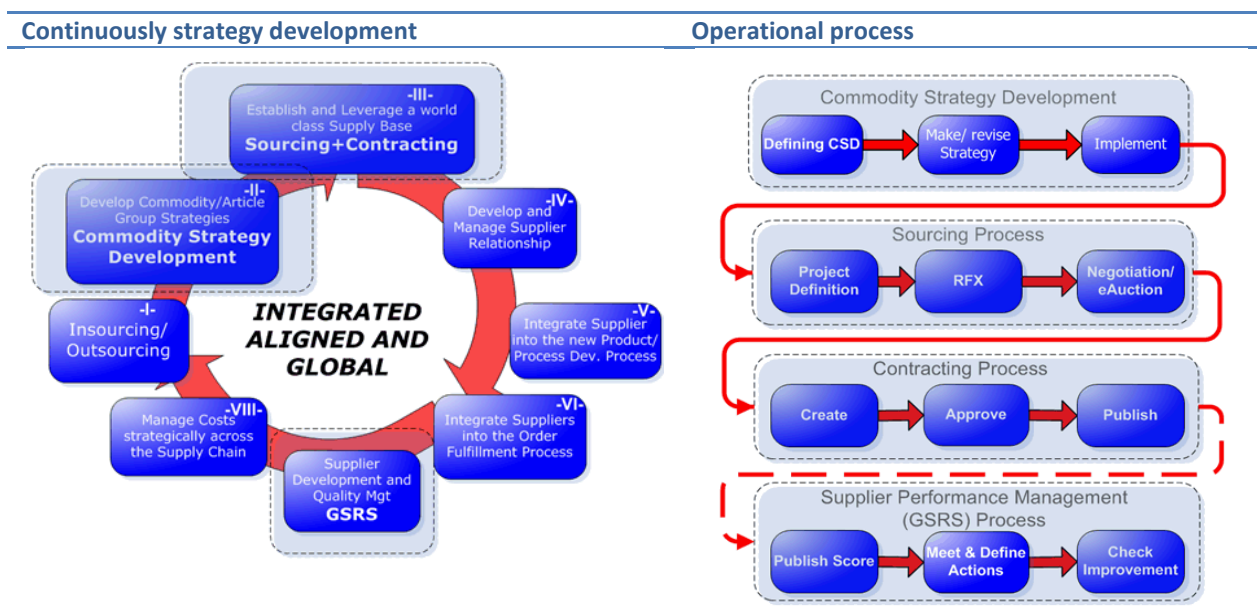 Continuously strategy development
Operational process
-III-
Establish and Leverage a world
class Supply Base
Sourcing+Contracting
-II-
Develop Commodity/Article
Group Strategies
Commodity Strategy
Development
-IV-
Develop and
Manage Supplier
Relationship
-I-
Insourcing/
Outsourcing
INTEGRATED
ALIGNED AND
GLOBAL
-V-
Integrate Supplier
into the new Product/
Process Dev. Process
-VIII-
Manage Costs
strategically across
the Supply Chain
-VI-
Integrate Suppliers
into the Order
Fulfillment Process
Supplier
Development and
Quality Mgt
GSRS
Commodity Strategy Development
Defining CSD
Make/ revise
Strategy
Implement
Sourcing Process
Project
Definition
RFX
Negotiation/
eAuction
Contracting Process
Create
Approve
Publish
Supplier Performance Management
(GSRS) Process
Publish Score
Meet & Define
Actions
Check
Improvement